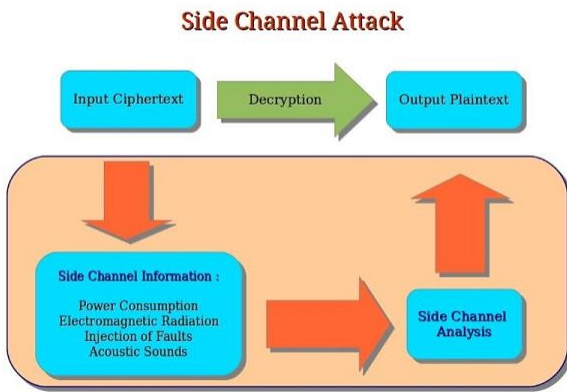 Side Channel Attack
Input Ciphertext
Decryption
Output Plaintext
Side Channel Information :
Power Consumption
Electromagnetic Radiation
Injection of Faults
Acoustic Sounds
Side Channel
Analysis